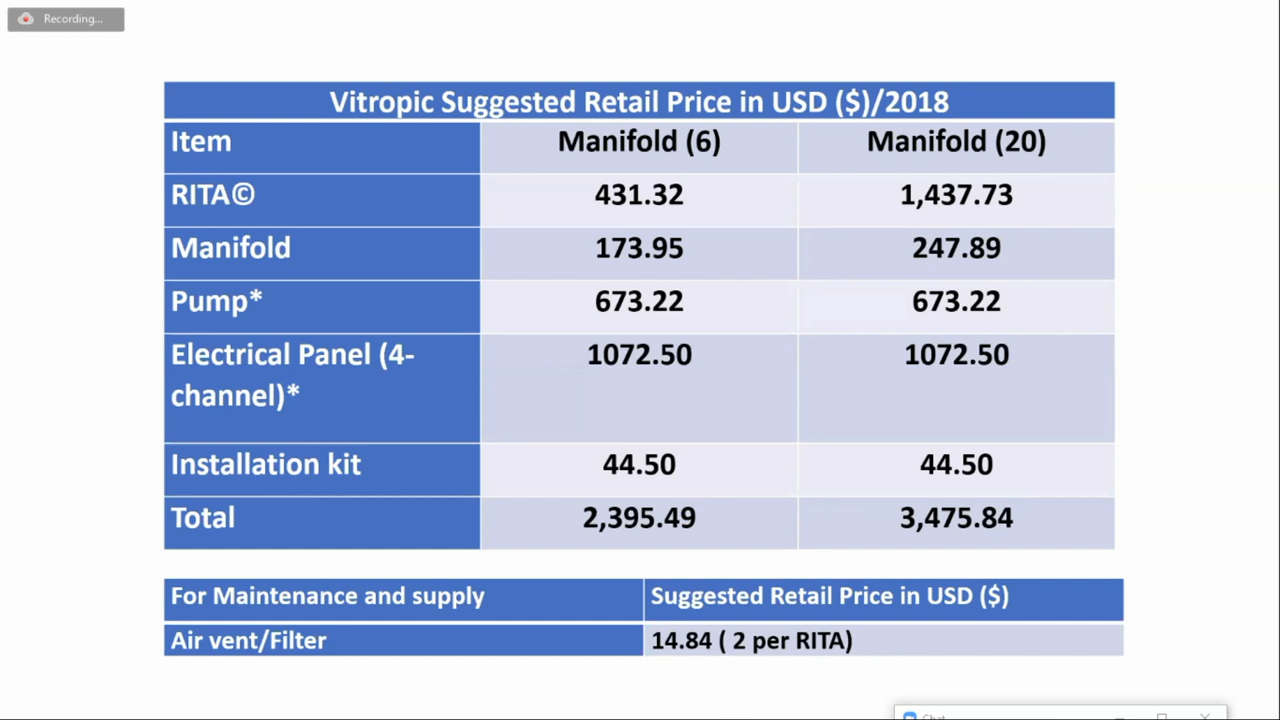 Recording...
Vitropic Suggested Retail Price in USD ($)/2018
Item Manifold (6) Manifold (20)
RITA© 431.32 1,437.73
Manifold 173.95 247.89
Pump* 673.22 673.22
Electrical Panel (4- 1072.50 1072.50
channel)*
Installation kit 44.50 44.50
Total 2,395.49 3,475.84
For Maintenance and supply Suggested Retail Price in USD ($)
Air vent/Filter 14.84 ( 2 per RITA)
Chat